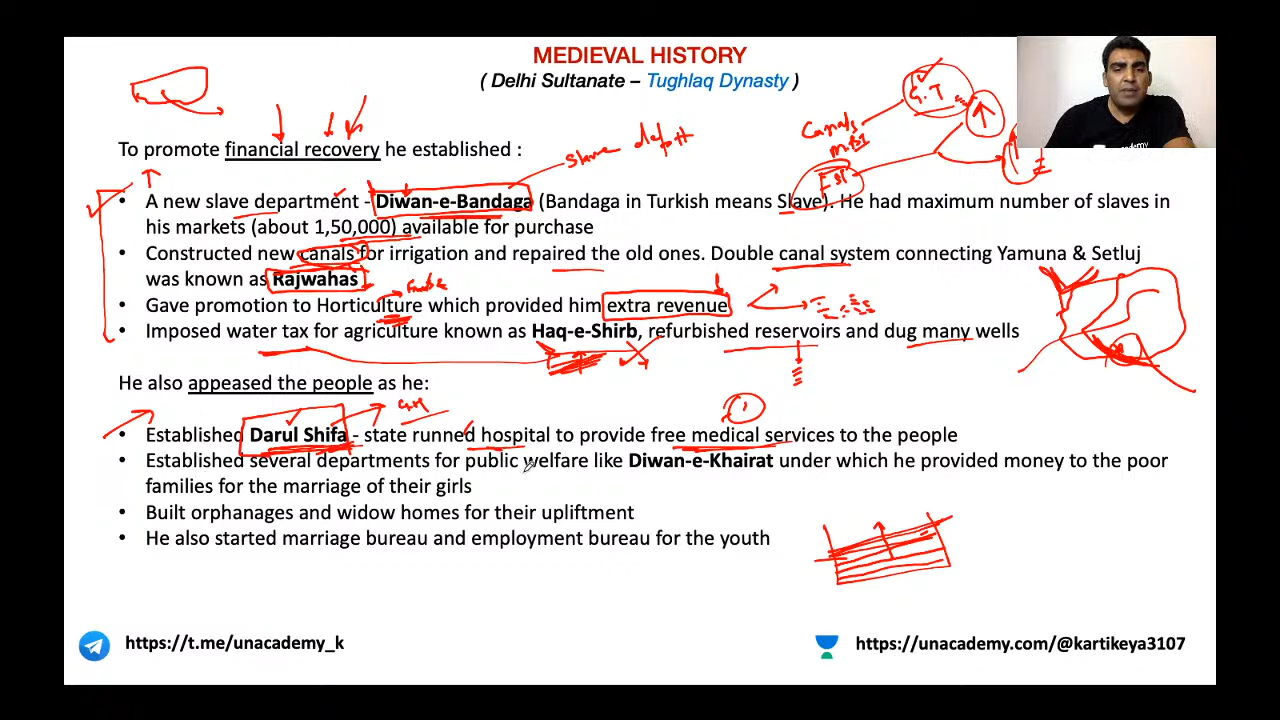 MEDIEVAL HISTORY
( Delhi Sultanate – Tughlaq Dynasty )
G.T
Canals
FST
slave deptt
To promote financial recovery he established :
• A new slave department - Diwan-e-Bandaga (Bandaga in Turkish means Slave). He had maximum number of slaves in
his markets (about 1,50,000) available for purchase
• Constructed new canals for irrigation and repaired the old ones. Double canal system connecting Yamuna & Setluj
was known as Rajwahas
• Gave promotion to Horticulture which provided him extra revenue
• Imposed water tax for agriculture known as Haq-e-Shirb, refurbished reservoirs and dug many wells
He also appeased the people as he:
• Established Darul Shifa - state runned hospital to provide free medical services to the people
• Established several departments for public welfare like Diwan-e-Khairat under which he provided money to the poor
families for the marriage of their girls
• Built orphanages and widow homes for their upliftment
• He also started marriage bureau and employment bureau for the youth
https://t.me/unacademy_k
https://unacademy.com/@kartikeya3107